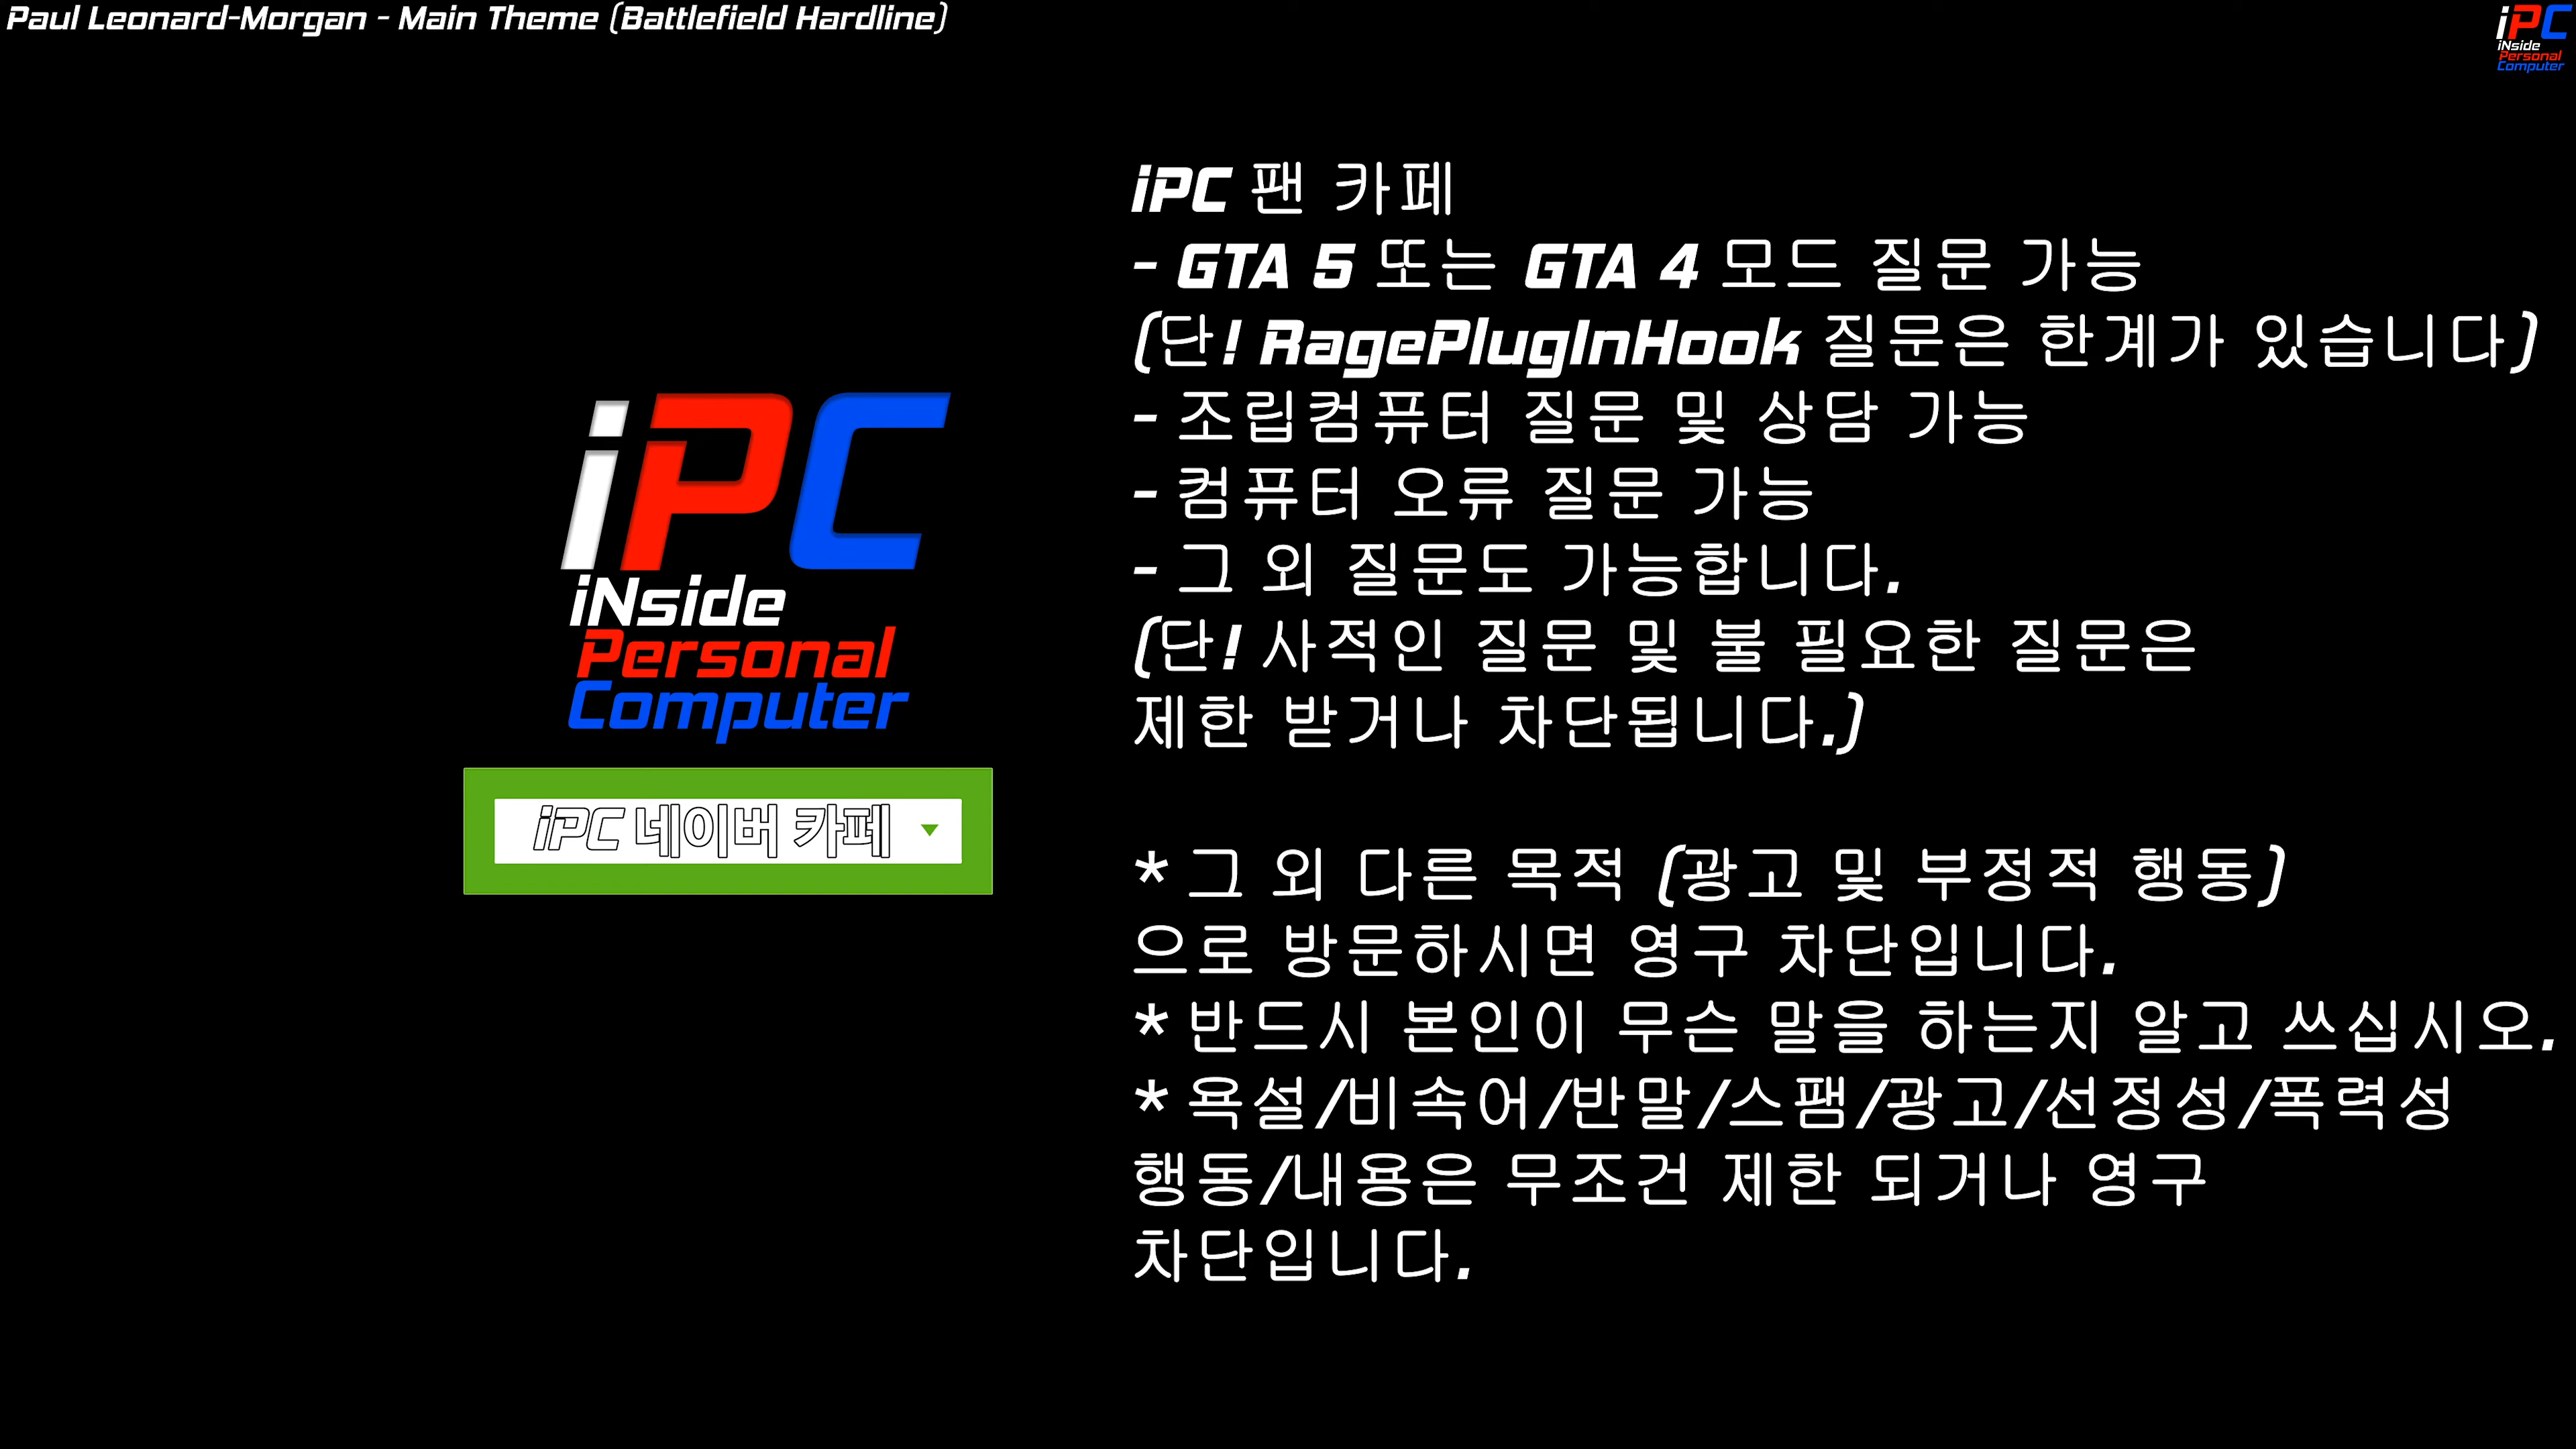 Paul Leonard-Morgan - Main Theme (Battlefield Hardline)
iPC
iNside
Personal
Computer
iPC
iNside
Personal
Computer
iPC 네이버 카페
iPC 팬 카페
- GTA 5 또는 GTA 4 모드 질문 가능
(단! RagePlugInHook 질문은 한계가 있습니다)
- 조립컴퓨터 질문 및 상담 가능
- 컴퓨터 오류 질문 가능
- 그 외 질문도 가능합니다.
(단! 사적인 질문 및 불 필요한 질문은
제한 받거나 차단됩니다.)
* 그 외 다른 목적 (광고 및 부정적 행동)
으로 방문하시면 영구 차단입니다.
* 반드시 본인이 무슨 말을 하는지 알고 쓰십시오.
* 욕설/비속어/반말/스팸/광고/선정성/폭력성
행동/내용은 무조건 제한 되거나 영구
차단입니다.